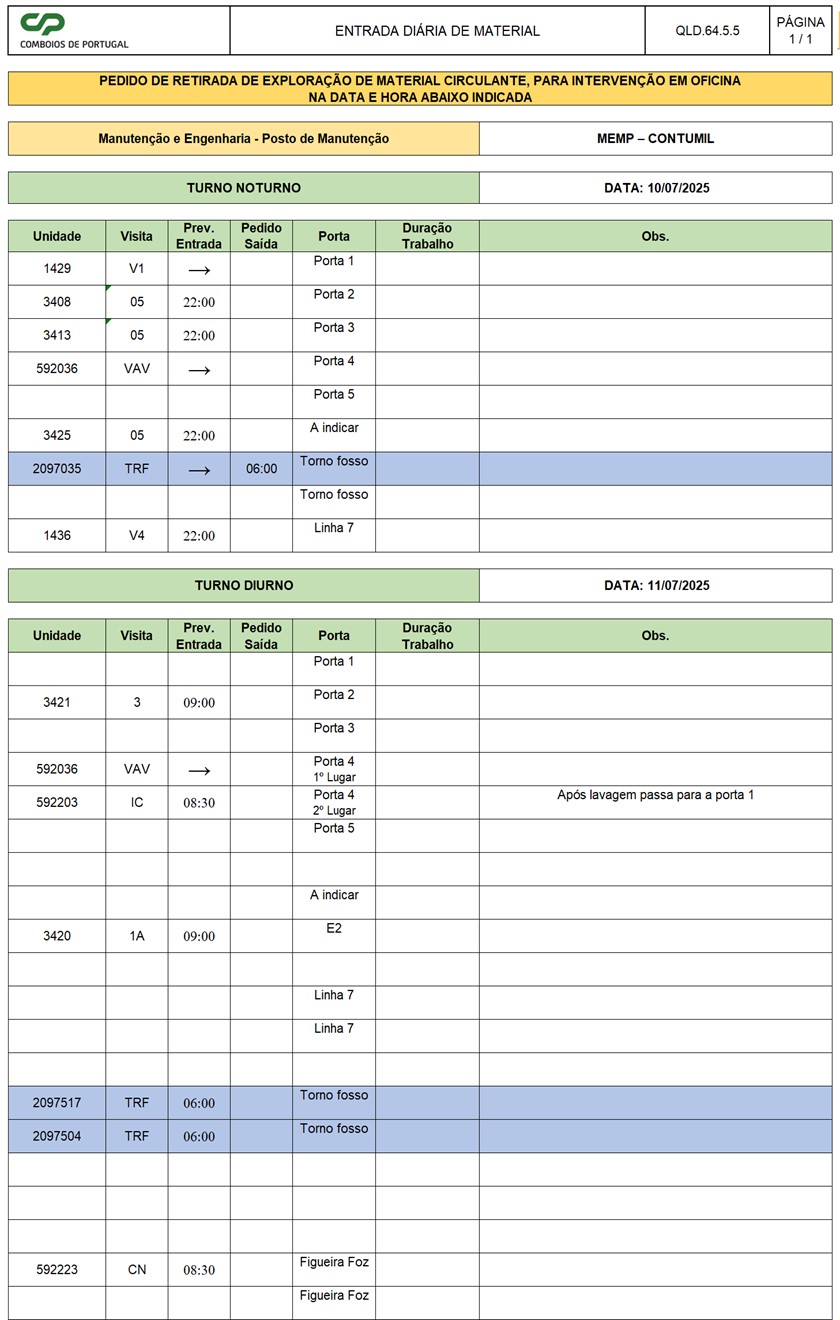 CP
COMBOIOS DE PORTUGAL
ENTRADA DIÁRIA DE MATERIAL
QLD.64.5.5
PÁGINA
1 / 1
PEDIDO DE RETIRADA DE EXPLORAÇÃO DE MATERIAL CIRCULANTE, PARA INTERVENÇÃO EM OFICINA
NA DATA E HORA ABAIXO INDICADA
Manutenção e Engenharia - Posto de Manutenção
MEMP – CONTUMIL
TURNO NOTURNO
DATA: 10/07/2025
Unidade Visita Prev. Entrada Pedido Saída Porta Duração Trabalho Obs.
1429 V1 → Porta 1
3408 05 22:00 Porta 2
3413 05 22:00 Porta 3
592036 VAV → Porta 4
Porta 5
3425 05 22:00 A indicar
2097035 TRF → 06:00 Torno fosso
Torno fosso
1436 V4 22:00 Linha 7
TURNO DIURNO
DATA: 11/07/2025
Unidade Visita Prev. Entrada Pedido Saída Porta Duração Trabalho Obs.
Porta 1
3421 3 09:00 Porta 2
Porta 3
592036 VAV → Porta 4 1º Lugar
592203 IC 08:30 Porta 4 2º Lugar Após lavagem passa para a porta 1
Porta 5
A indicar
3420 1A 09:00 E2
Linha 7
Linha 7
2097517 TRF 06:00 Torno fosso
2097504 TRF 06:00 Torno fosso
592223 CN 08:30 Figueira Foz
Figueira Foz